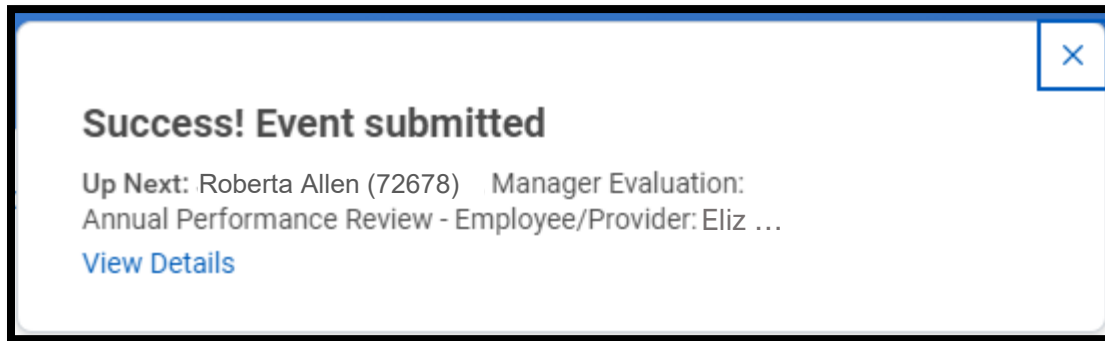 Success! Event submitted
Up Next: Roberta Allen (72678) Manager Evaluation:
Annual Performance Review - Employee/Provider: Eliz ...
View Details